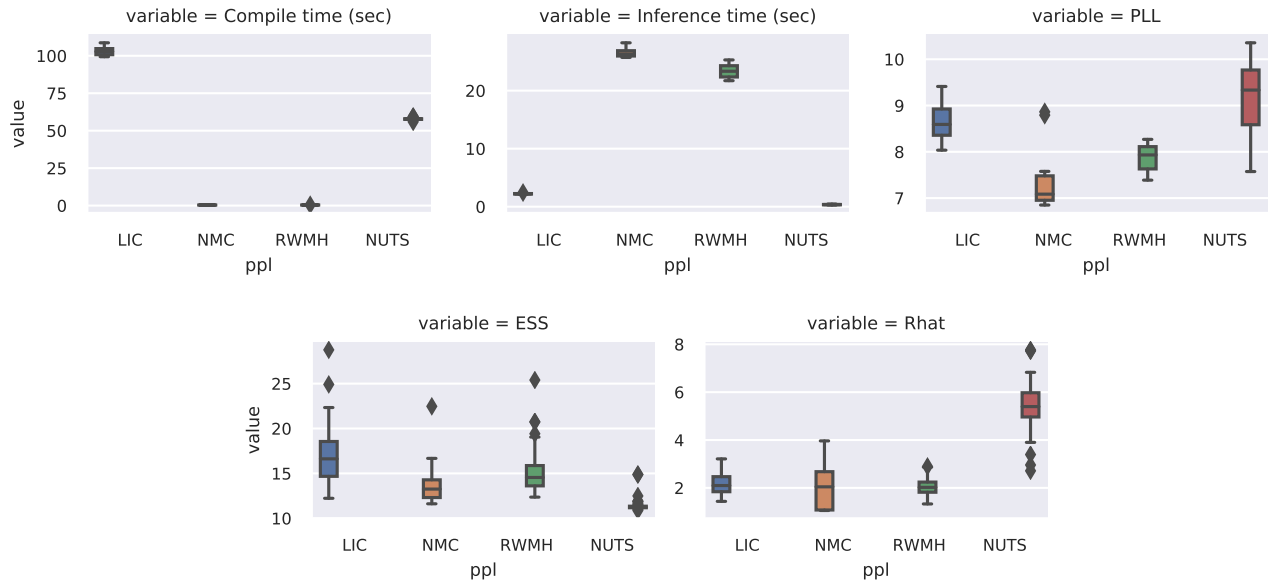 variable = Compile time (sec)
100
75
50
25
0
value
LIC NMC RWMH NUTS
ppl
variable = Inference time (sec)
20
10
0
LIC NMC RWMH NUTS
ppl
variable = PLL
10
9
8
7
LIC NMC RWMH NUTS
ppl
variable = ESS
25
20
15
10
value
LIC NMC RWMH NUTS
ppl
variable = Rhat
8
6
4
2
LIC NMC RWMH NUTS
ppl